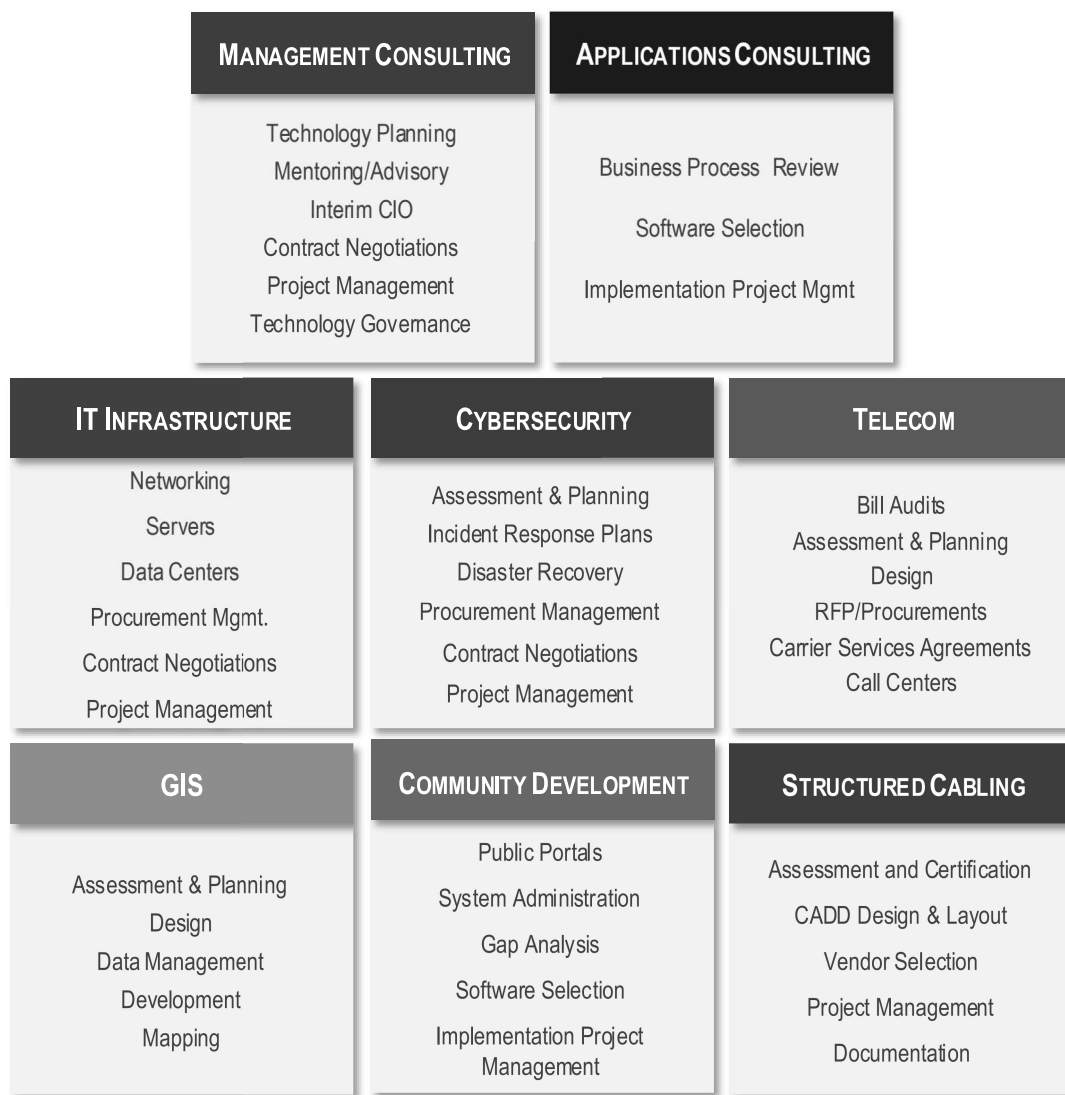 MANAGEMENT CONSULTING
Technology Planning
Mentoring/Advisory
Interim CIO
Contract Negotiations
Project Management
Technology Governance
APPLICATIONS CONSULTING
Business Process Review
Software Selection
Implementation Project Mgmt
IT INFRASTRUCTURE
Networking
Servers
Data Centers
Procurement Mgmt.
Contract Negotiations
Project Management
CYBERSECURITY
Assessment & Planning
Incident Response Plans
Disaster Recovery
Procurement Management
Contract Negotiations
Project Management
TELECOM
Bill Audits
Assessment & Planning
Design
RFP/Procurements
Carrier Services Agreements
Call Centers
GIS
Assessment & Planning
Design
Data Management
Development
Mapping
COMMUNITY DEVELOPMENT
Public Portals
System Administration
Gap Analysis
Software Selection
Implementation Project
Management
STRUCTURED CABLING
Assessment and Certification
CADD Design & Layout
Vendor Selection
Project Management
Documentation